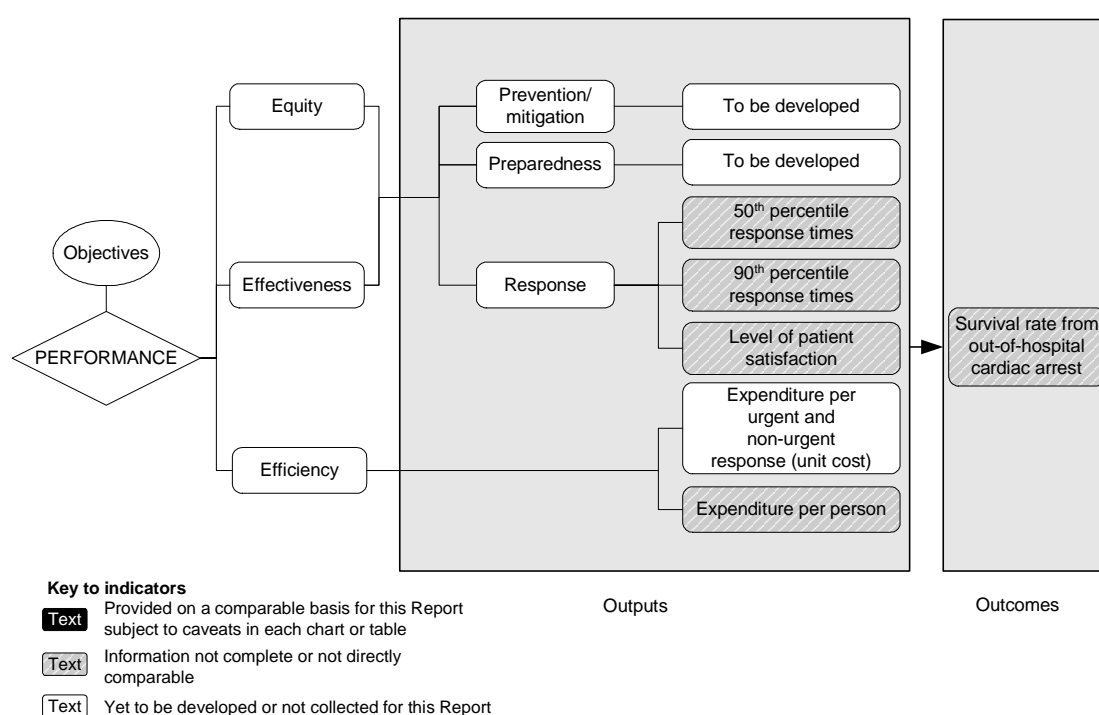 Objectives
PERFORMANCE
Equity
Effectiveness
Efficiency
Prevention/
mitigation
Preparedness
Response
To be developed
To be developed
50th percentile
response times
90th percentile
response times
Level of patient
satisfaction
Expenditure per
urgent and
non-urgent
response (unit cost)
Expenditure per person
Survival rate from
out-of-hospital
cardiac arrest
Outputs
Outcomes
Key to indicators
Text
Provided on a comparable basis for this Report
subject to caveats in each chart or table
Text
Information not complete or not directly
comparable
Text
Yet to be developed or not collected for this Report